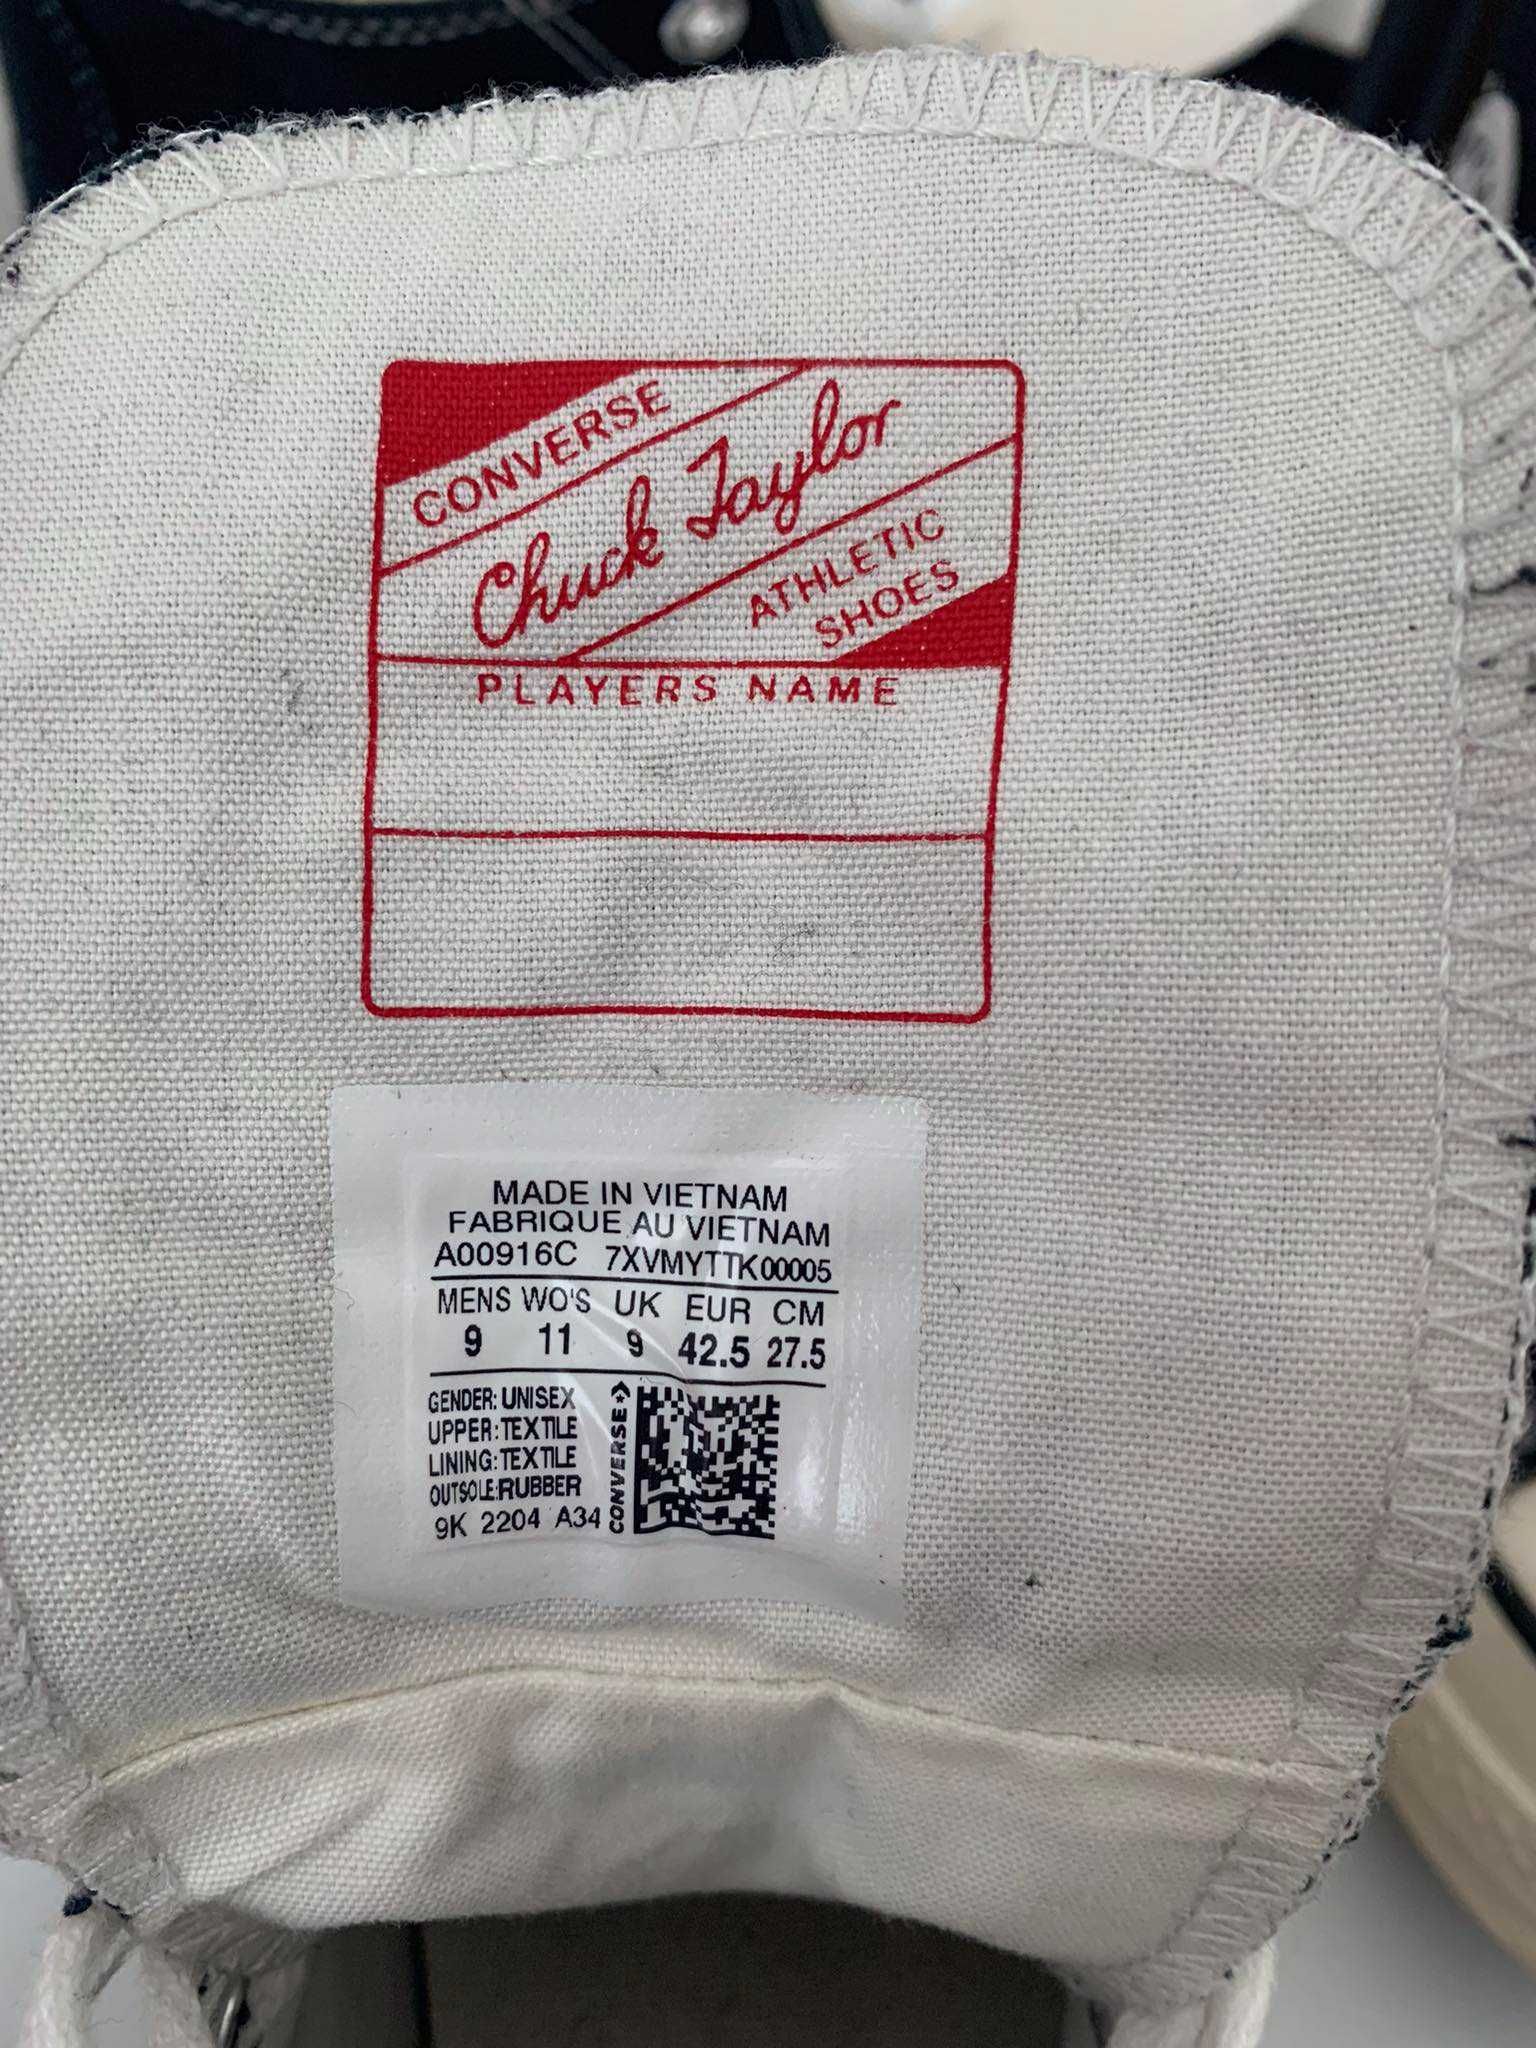 CONVERSE
Chuck Taylor
ATHLETIC
SHOES
PLAYERS NAME
MADE IN VIETNAM
FABRIQUE AU VIETNAM
A00916C 7XVMYTTK00005
MENS WO'S UK EUR CM
9 11 9 42.5 27.5
GENDER: UNISEX
UPPER: TEXTILE
LINING: TEXTILE
OUTSOLE: RUBBER
9K 2204 A34
CONVERSE